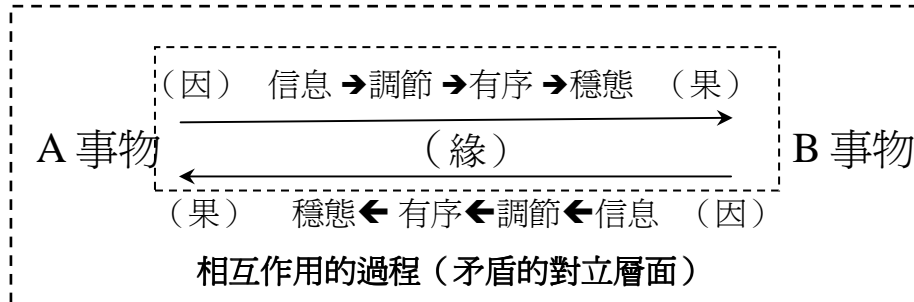 （因） 信息➔調節➔有序➔穩態 （果）
A 事物 （緣） B 事物
（果） 穩態🡸有序🡸調節🡸信息 （因）
相互作用的過程（矛盾的對立層面）